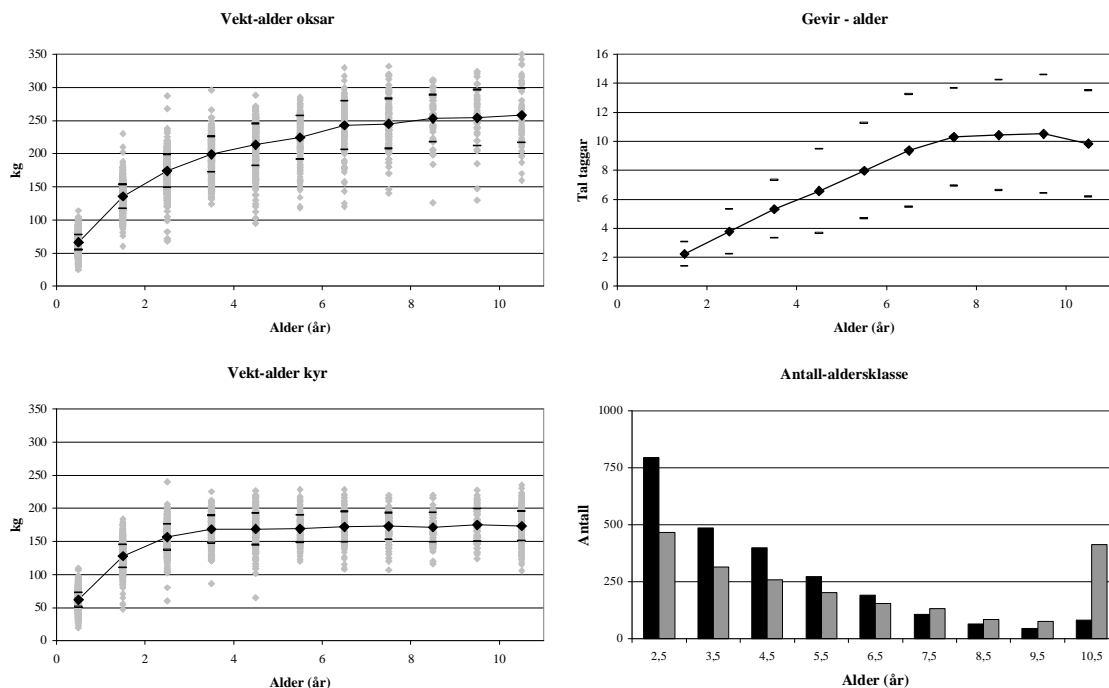 Vekt-alder oksar
350
300
250
200
150
100
50
0
kg
0 2 4 6 8 10
Alder (år)
Gevir - alder
16
14
12
10
8
6
4
2
0
Tal taggar
0 2 4 6 8 10
Alder (år)
Vekt-alder kyr
350
300
250
200
150
100
50
0
kg
0 2 4 6 8 10
Alder (år)
Antall-aldersklasse
1000
750
500
250
0
Antall
2,5 3,5 4,5 5,5 6,5 7,5 8,5 9,5 10,5
Alder (år)